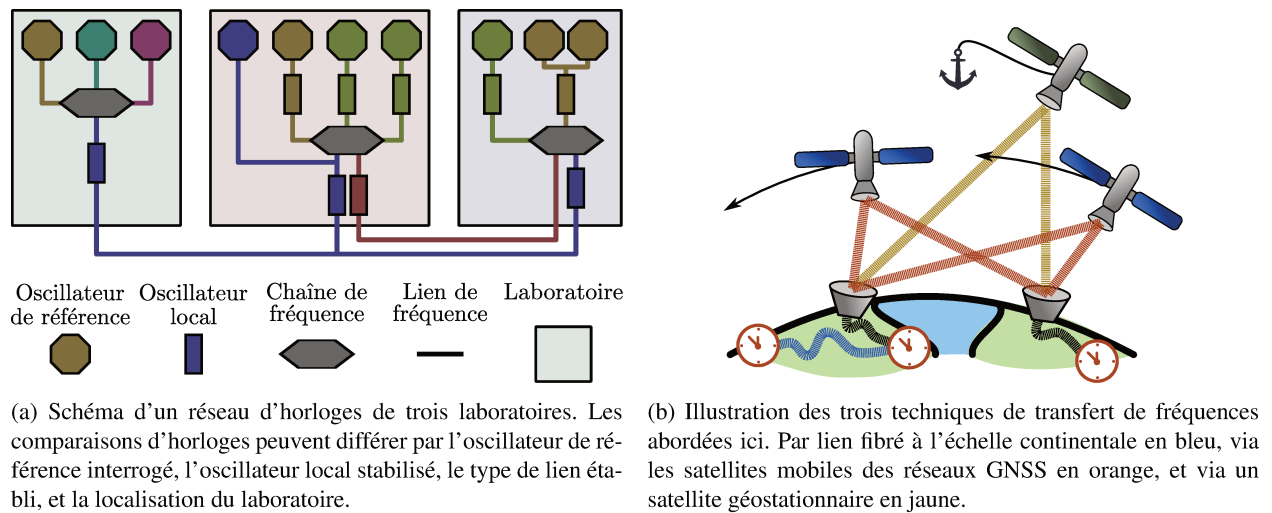 Oscillateur
de référence
Oscillateur
local
Chaîne de
fréquence
Lien de
fréquence
Laboratoire
(a) Schéma d'un réseau d'horloges de trois laboratoires. Les
comparaisons d'horloges peuvent différer par l'oscillateur de ré-
férence interrogé, l'oscillateur local stabilisé, le type de lien éta-
bli, et la localisation du laboratoire.
(b) Illustration des trois techniques de transfert de fréquences
abordées ici. Par lien fibré à l'échelle continentale en bleu, via
les satellites mobiles des réseaux GNSS en orange, et via un
satellite géostationnaire en jaune.